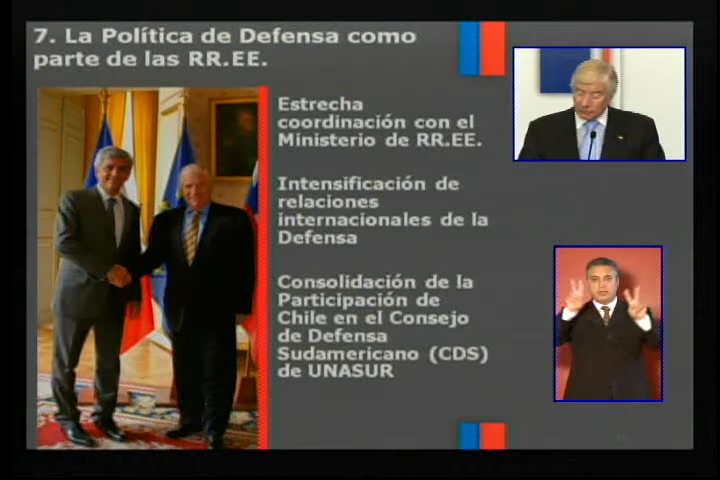 7. La Política de Defensa como
parte de las RR.EE.
Estrecha
coordinación con el
Ministerio de RR.EE.
Intensificación de
relaciones
internacionales de la
Defensa
Consolidación de la
Participación de
Chile en el Consejo
de Defensa
Sudamericano (CDS)
de UNASUR